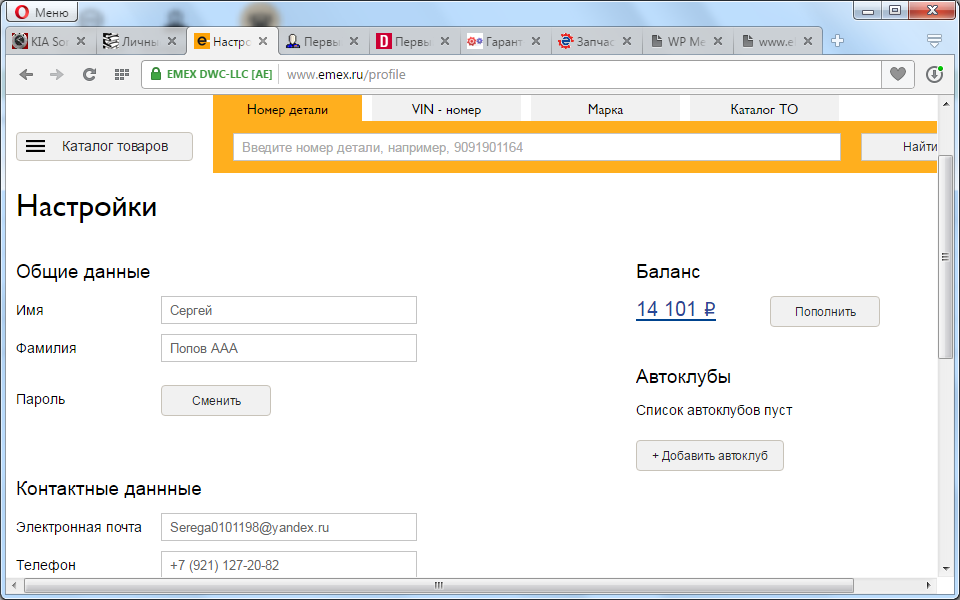 Меню
KIA Sor
Личны
Настро
Первы
Первы
Гарант
Запчас
WP Me
www.e
EMEX DWC-LLC [AE]
www.emex.ru/profile
Номер детали
VIN - номер
Марка
Каталог ТО
Каталог товаров
Введите номер детали, например, 9091901164
Найти
Настройки
Общие данные
Имя
Сергей
Фамилия
Попов ААА
Пароль
Сменить
Баланс
14 101 ₽
Пополнить
Автоклубы
Список автоклубов пуст
+ Добавить автоклуб
Контактные даннные
Электронная почта
Serega0101198@yandex.ru
Телефон
+7 (921) 127-20-82